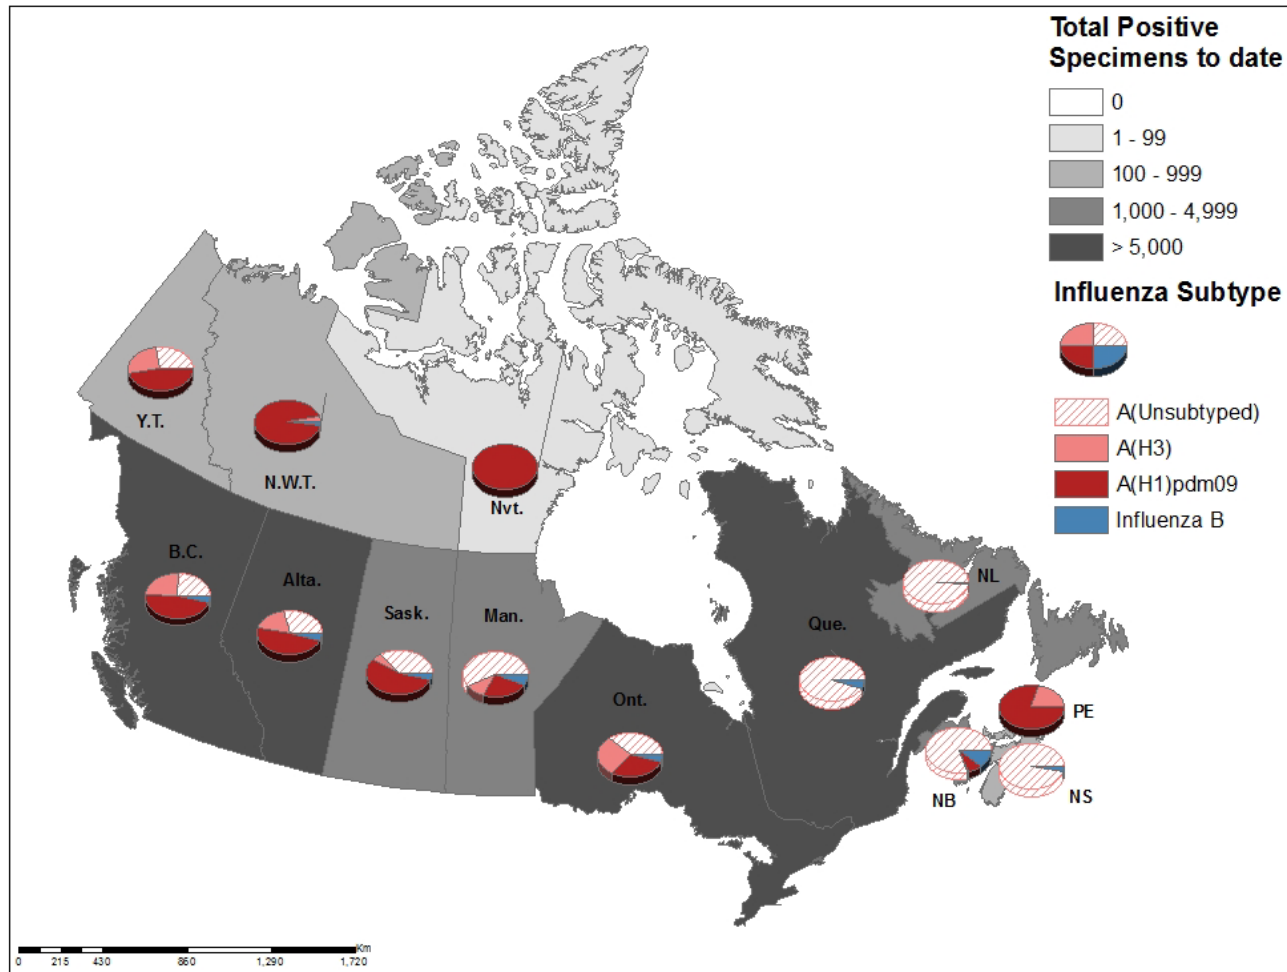 Total Positive
Specimens to date
0
1 - 99
100 - 999
1,000 - 4,999
> 5,000
Influenza Subtype
A(Unsubtyped)
A(H3)
A(H1)pdm09
Influenza B
Y.T.
N.W.T.
Nvt.
B.C.
Alta.
Sask.
Man.
Ont.
Que.
NL
PE
NB
NS
Km
0 215 430 860 1,290 1,720